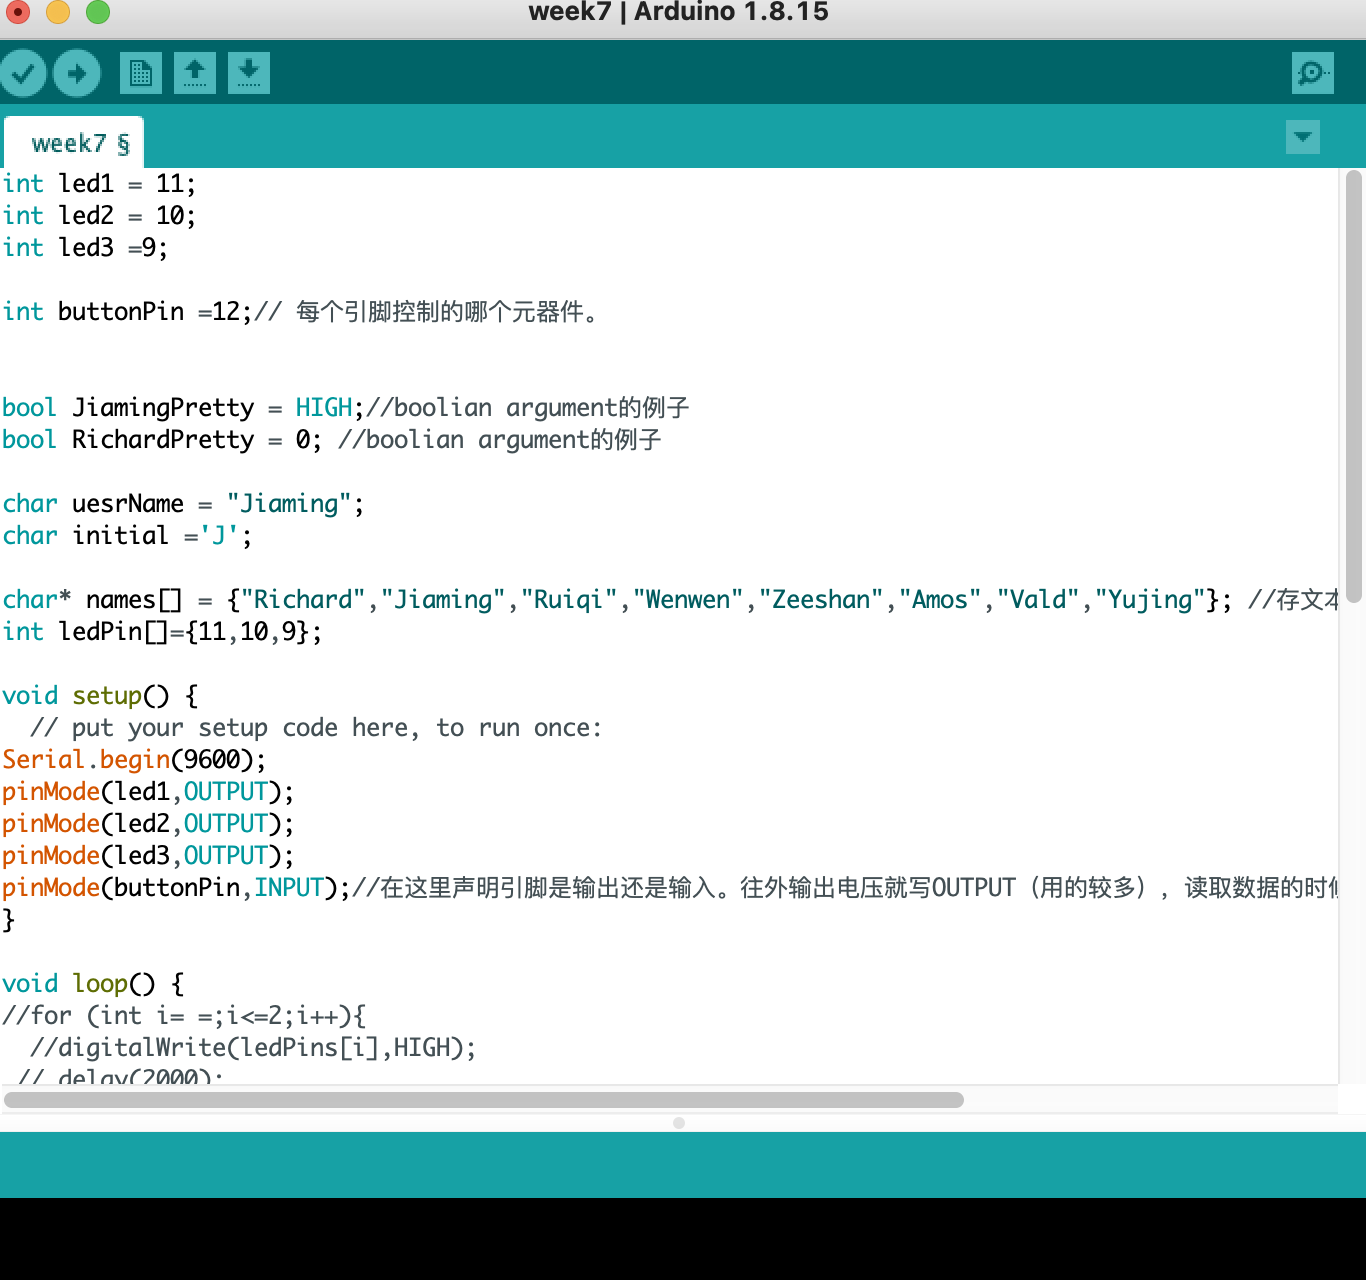 week7 | Arduino 1.8.15
week7 §
int led1 = 11;
int led2 = 10;
int led3 =9;
int buttonPin =12;// 每个引脚控制的哪个元器件。
bool JiamingPretty = HIGH;//boolian argument的例子
bool RichardPretty = 0; //boolian argument的例子
char uesrName = "Jiaming";
char initial ='J';
char* names[] = {"Richard","Jiaming","Ruiqi","Wenwen","Zeeshan","Amos","Vald","Yujing"}; //存文本
int ledPin[]={11,10,9};
void setup() {
// put your setup code here, to run once:
Serial.begin(9600);
pinMode(led1,OUTPUT);
pinMode(led2,OUTPUT);
pinMode(led3,OUTPUT);
pinMode(buttonPin,INPUT);//在这里声明引脚是输出还是输入。往外输出电压就写OUTPUT（用的较多），读取数据的时候
}
void loop() {
//for (int i= =;i<=2;i++){
//digitalWrite(ledPins[i],HIGH);
// delay(2000);